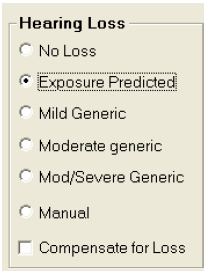 Hearing Loss
No Loss
Exposure Predicted
Mild Generic
Moderate generic
Mod/Severe Generic
Manual
Compensate for Loss